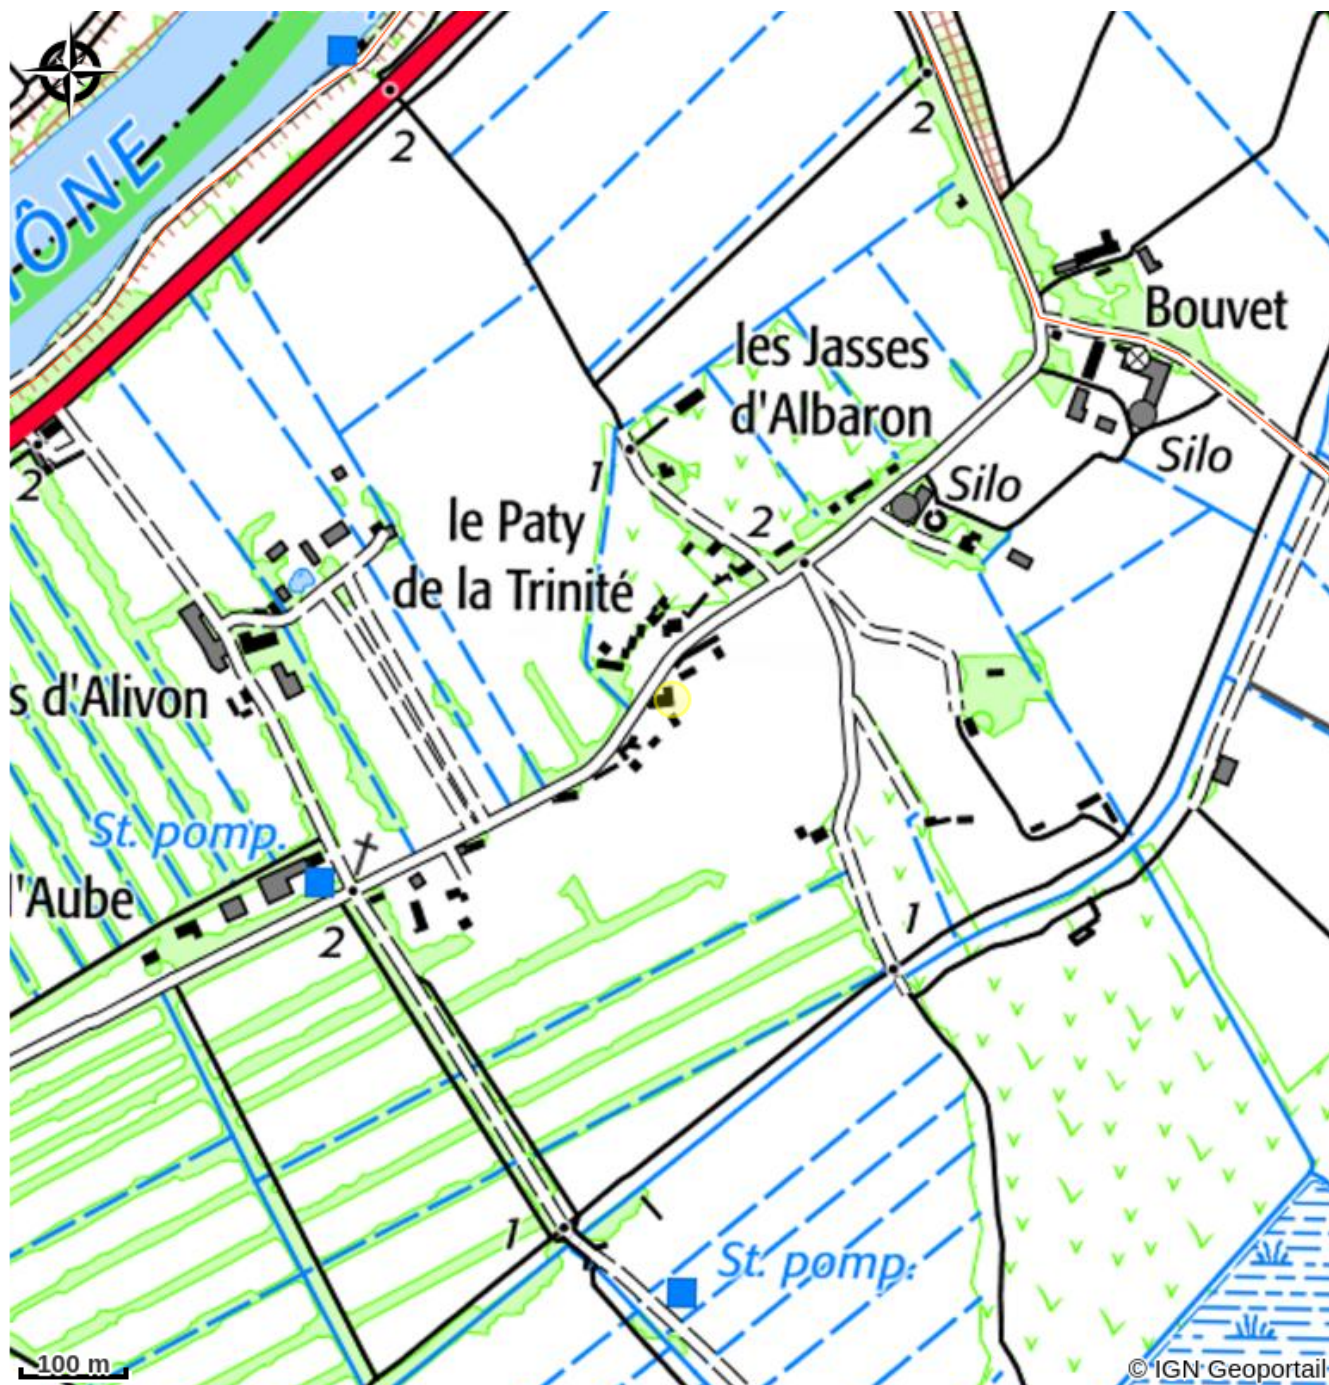 ÔNE
2
2
Bouvet
les Jasses
d'Albaron
Silo
Silo
2
1
2
le Paty
de la Trinité
s d'Alivon
St. pomp.
l'Aube
2
1
1
St. pomp.
100 m
© IGN Geoportail